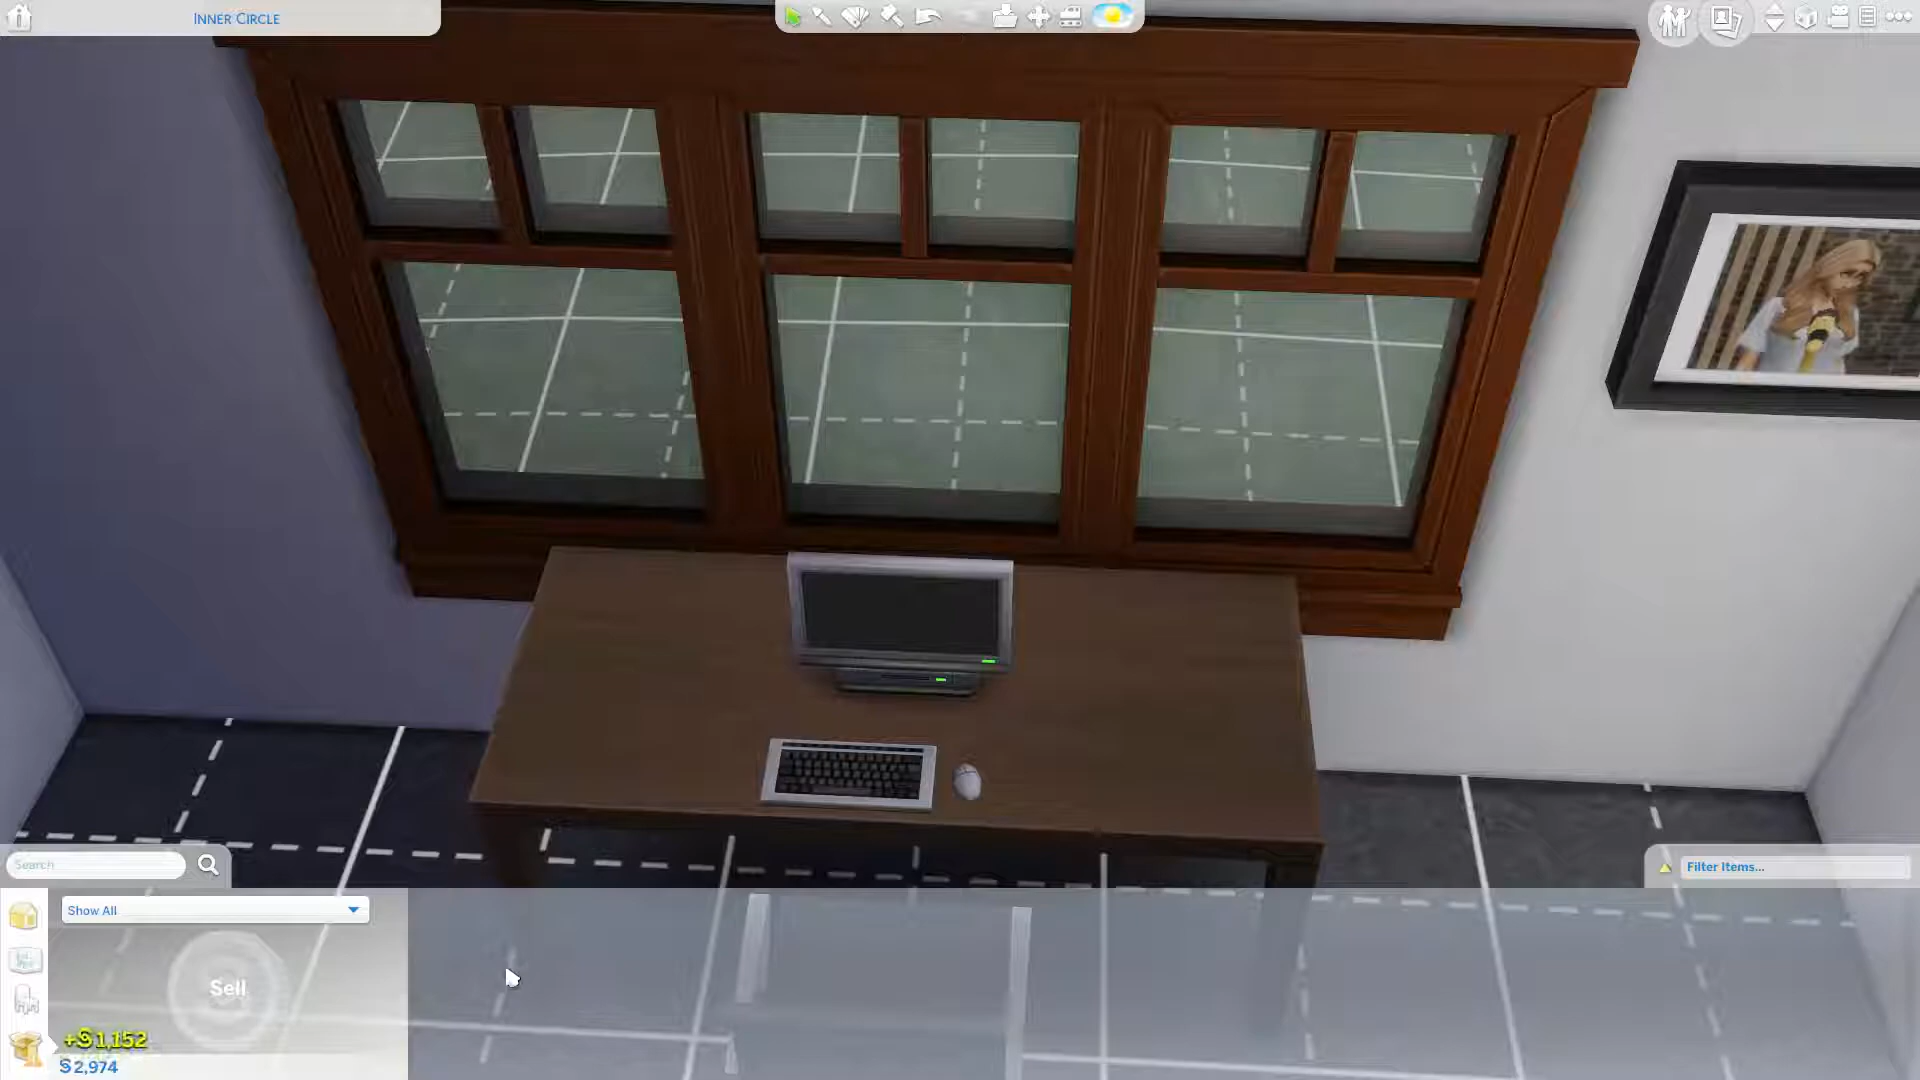 INNER CIRCLE
Search
Filter Items...
Show All
Sell
+§1,152
§2,974